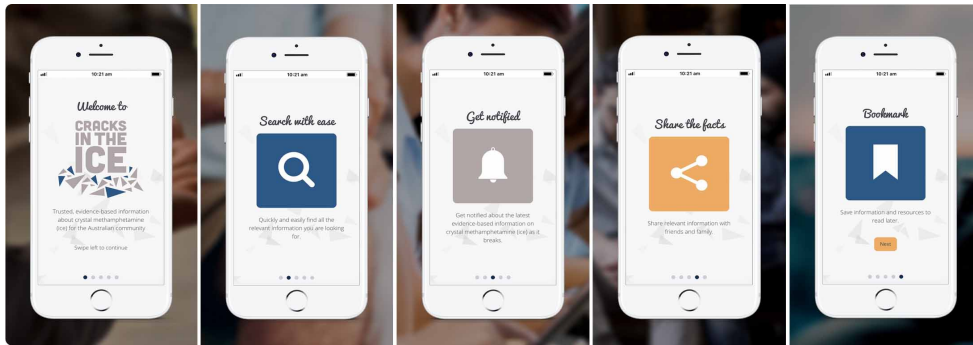 10:21 am
Welcome to
CRACKS
IN THE
ICE
Trusted, evidence-based information
about crystal methamphetamine
(ice) for the Australian community
Swipe left to continue
10:21 am
Search with ease
Quickly and easily find all the
relevant information you are looking
for.
10:21 am
Get notified
Get notified about the latest
evidence-based information on
crystal methamphetamine (ice) as it
breaks.
10:21 am
Share the facts
Share relevant information with
friends and family.
10:21 am
Bookmark
Save information and resources to
read later.
Next